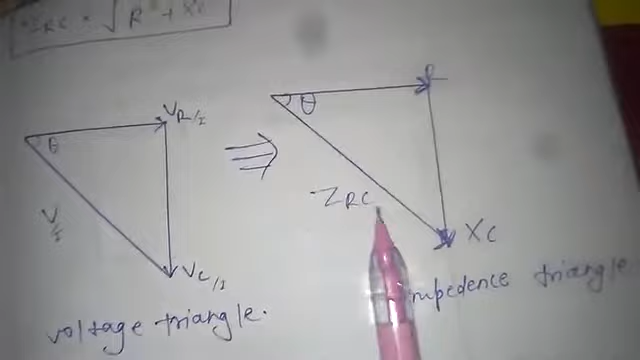 ZRC = √R² + XC²
VR/I
θ
V/I
VC/I
voltage triangle.
R
θ
ZRC
XC
impedence triangle